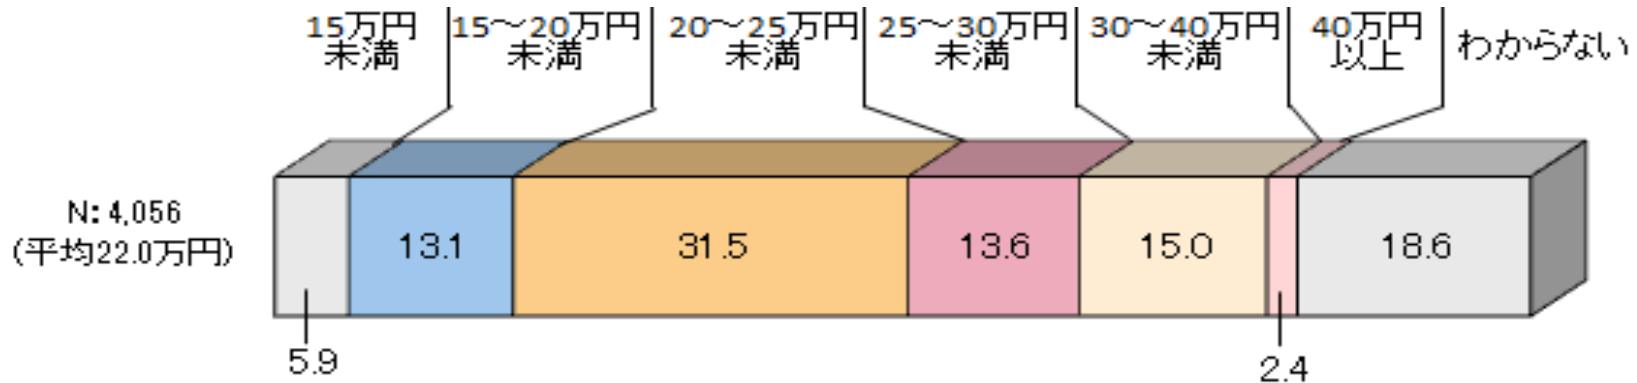 15万円
未満
15～20万円
未満
20～25万円
未満
25～30万円
未満
30～40万円
未満
40万円
以上
わからない
N: 4,056
(平均22.0万円)
13.1
31.5
13.6
15.0
18.6
5.9
2.4